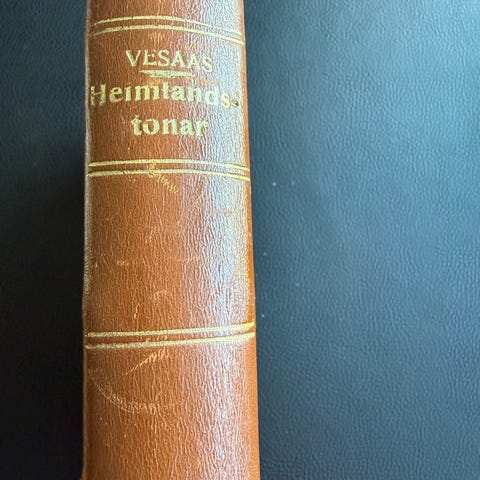 VESAAS
Heimlands-
tonar